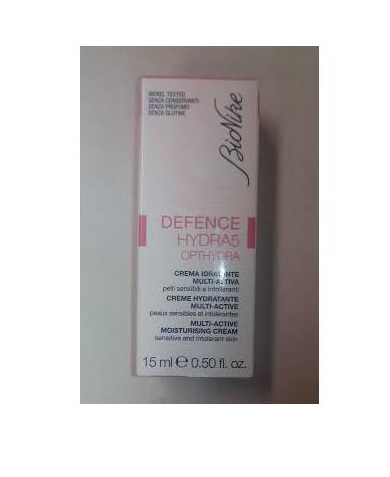 NICKEL TESTED
SENZA CONSERVANTI
SENZA PROFUMO
SENZA GLUTINE
BioNike
DEFENCE
HYDRA5
OPTHYDRA
CREMA IDRATANTE
MULTI-ACTIVA
pelli sensibili e intolleranti
CREME HYDRATANTE
MULTI-ACTIVE
peaux sensibles et intolérantes
MULTI-ACTIVE
MOISTURISING CREAM
sensitive and intolerant skin
15 ml e 0.50 fl. oz.